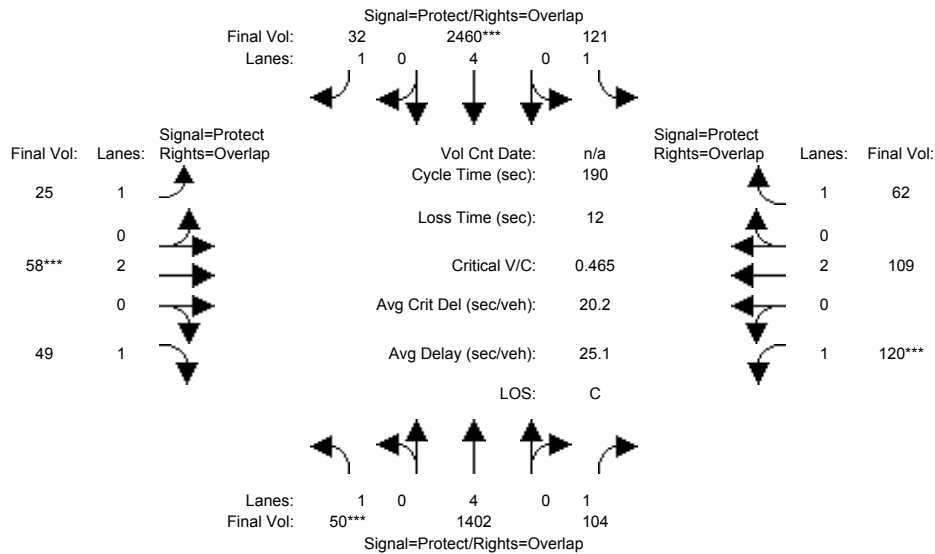 Signal=Protect/Rights=Overlap
Final Vol: 32 2460*** 121
Lanes: 1 0 4 0 1
Signal=Protect Signal=Protect
Final Vol: Lanes: Rights=Overlap Vol Cnt Date: n/a Rights=Overlap Lanes: Final Vol:
Cycle Time (sec): 190
25 1 1 62
Loss Time (sec): 12
0 0
58*** 2 Critical V/C: 0.465 2 109
0 Avg Crit Del (sec/veh): 20.2 0
49 1 Avg Delay (sec/veh): 25.1 1 120***
LOS: C
Lanes: 1 0 4 0 1
Final Vol: 50*** 1402 104
Signal=Protect/Rights=Overlap